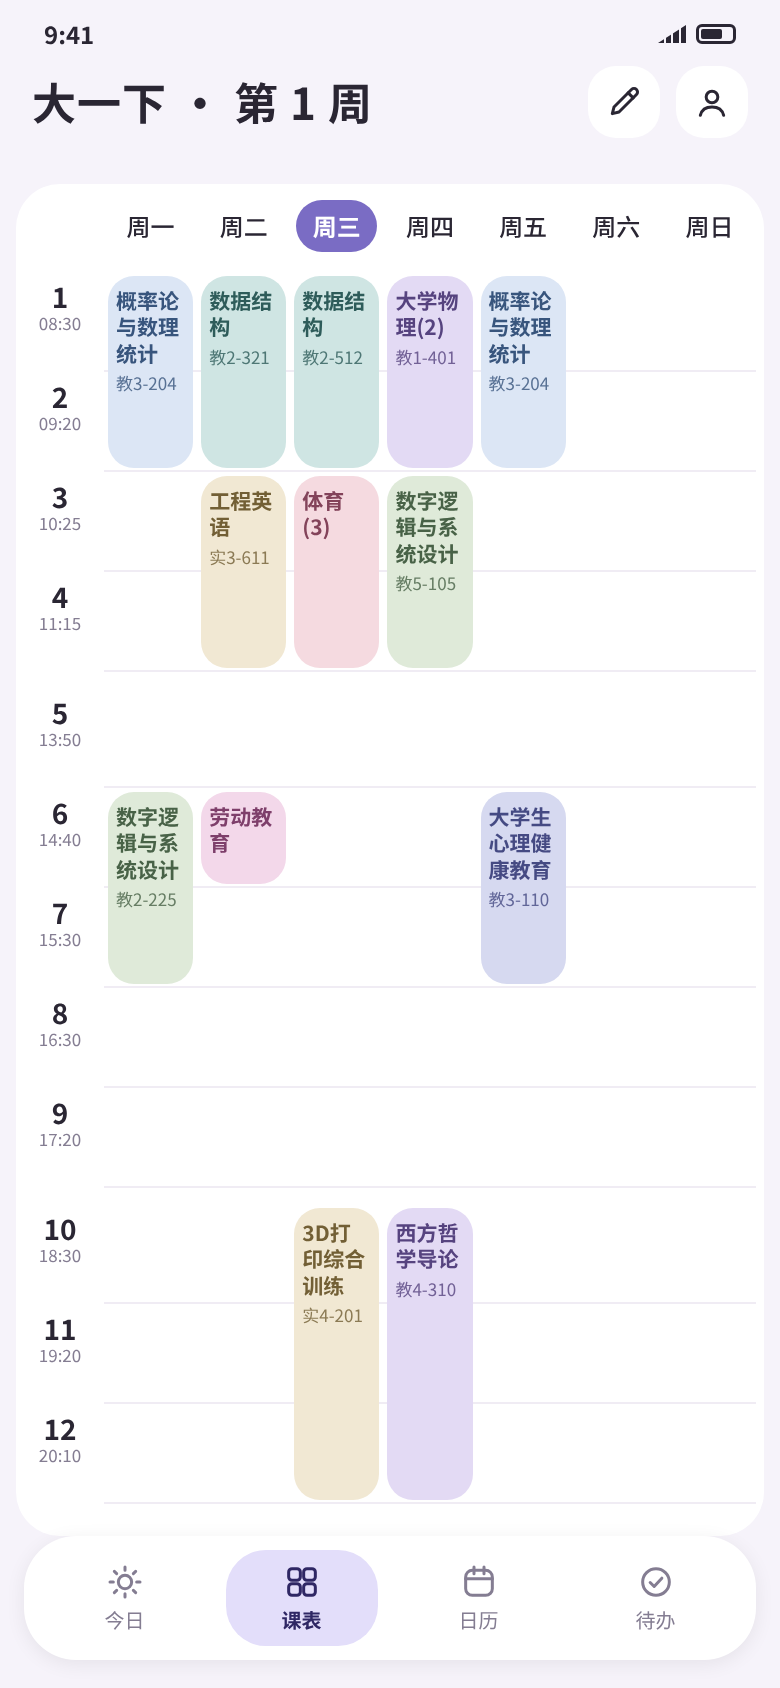 9:41
大一下 · 第 1 周
周一 周二 周三 周四 周五 周六 周日
1
08:30
概率论
与数理
统计
教3-204
数据结
构
教2-321
数据结
构
教2-512
大学物
理(2)
教1-401
概率论
与数理
统计
教3-204
2
09:20
3
10:25
工程英
语
实3-611
体育
(3)
数字逻
辑与系
统设计
教5-105
4
11:15
5
13:50
6
14:40
数字逻
辑与系
统设计
教2-225
劳动教
育
大学生
心理健
康教育
教3-110
7
15:30
8
16:30
9
17:20
10
18:30
3D打
印综合
训练
实4-201
西方哲
学导论
教4-310
11
19:20
12
20:10
今日 课表 日历 待办